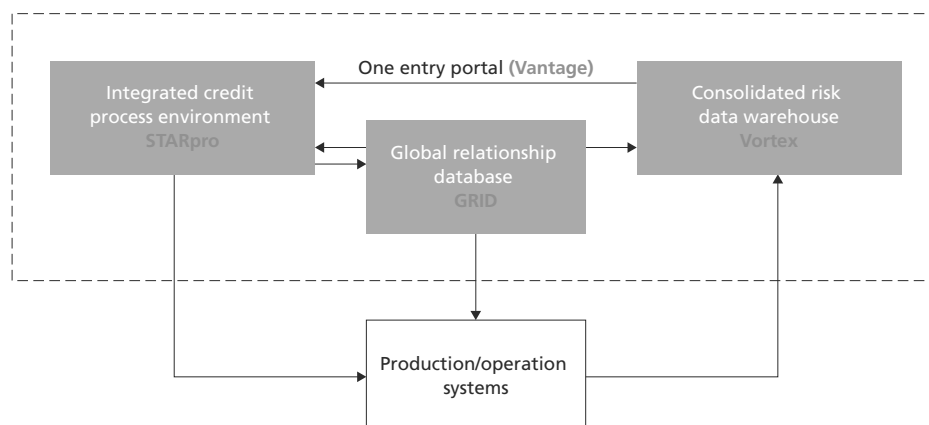 One entry portal (Vantage)
Integrated credit
process environment
STARpro
Consolidated risk
data warehouse
Vortex
Global relationship
database
GRID
Production/operation
systems